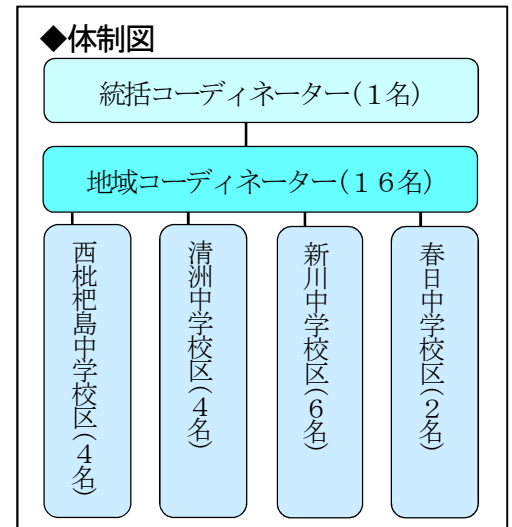 ◆体制図
統括コーディネーター(1名)
地域コーディネーター(16名)
西枇杷島中学校区(4名)
清洲中学校区(4名)
新川中学校区(6名)
春日中学校区(2名)